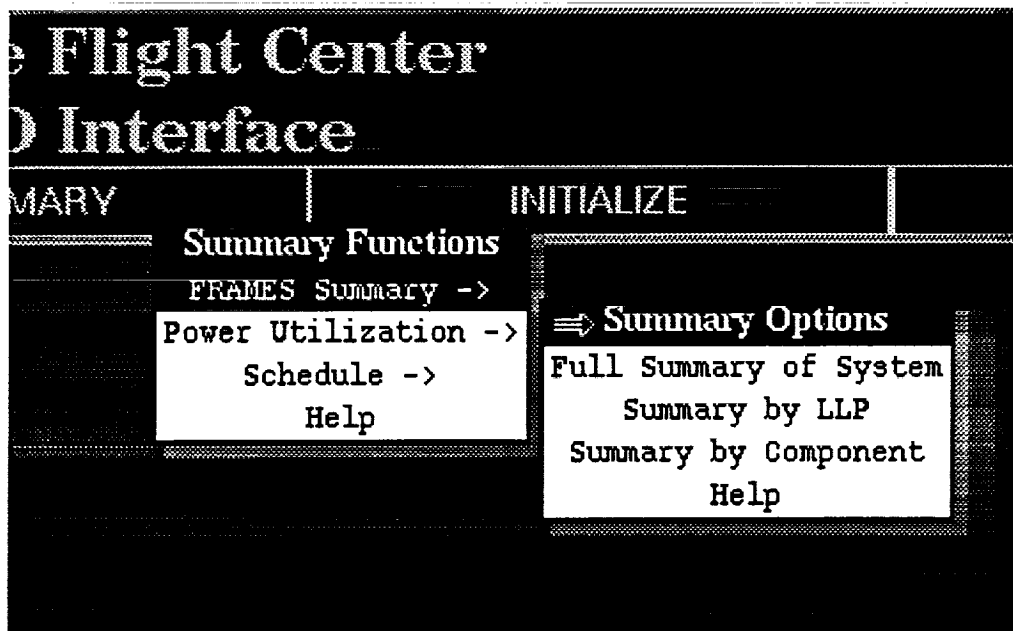 e Flight Center
D Interface
MARY
INITIALIZE
Summary Functions
FRAMES Summary ->
Power Utilization ->
Schedule ->
Help
⇒ Summary Options
Full Summary of System
Summary by LLP
Summary by Component
Help